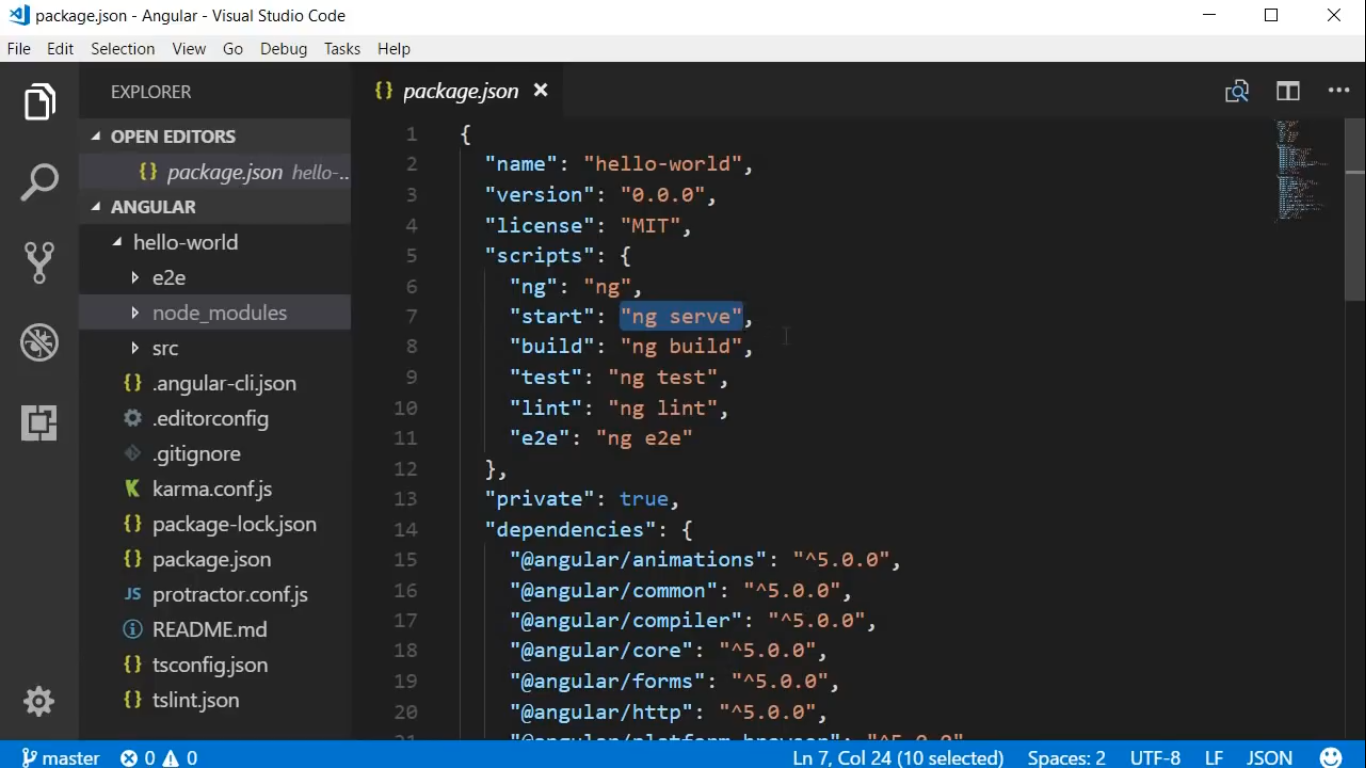 package.json - Angular - Visual Studio Code
File Edit Selection View Go Debug Tasks Help
EXPLORER
OPEN EDITORS
{} package.json hello-..
ANGULAR
hello-world
e2e
node_modules
src
{} .angular-cli.json
.editorconfig
.gitignore
karma.conf.js
{} package-lock.json
{} package.json
JS protractor.conf.js
README.md
{} tsconfig.json
{} tslint.json
{} package.json
1 {
2 "name": "hello-world",
3 "version": "0.0.0",
4 "license": "MIT",
5 "scripts": {
6 "ng": "ng",
7 "start": "ng serve",
8 "build": "ng build",
9 "test": "ng test",
10 "lint": "ng lint",
11 "e2e": "ng e2e"
12 },
13 "private": true,
14 "dependencies": {
15 "@angular/animations": "^5.0.0",
16 "@angular/common": "^5.0.0",
17 "@angular/compiler": "^5.0.0",
18 "@angular/core": "^5.0.0",
19 "@angular/forms": "^5.0.0",
20 "@angular/http": "^5.0.0",
21 "@angular/platform-browser": "^5.0.0",
master 0 0 Ln 7, Col 24 (10 selected) Spaces: 2 UTF-8 LF JSON